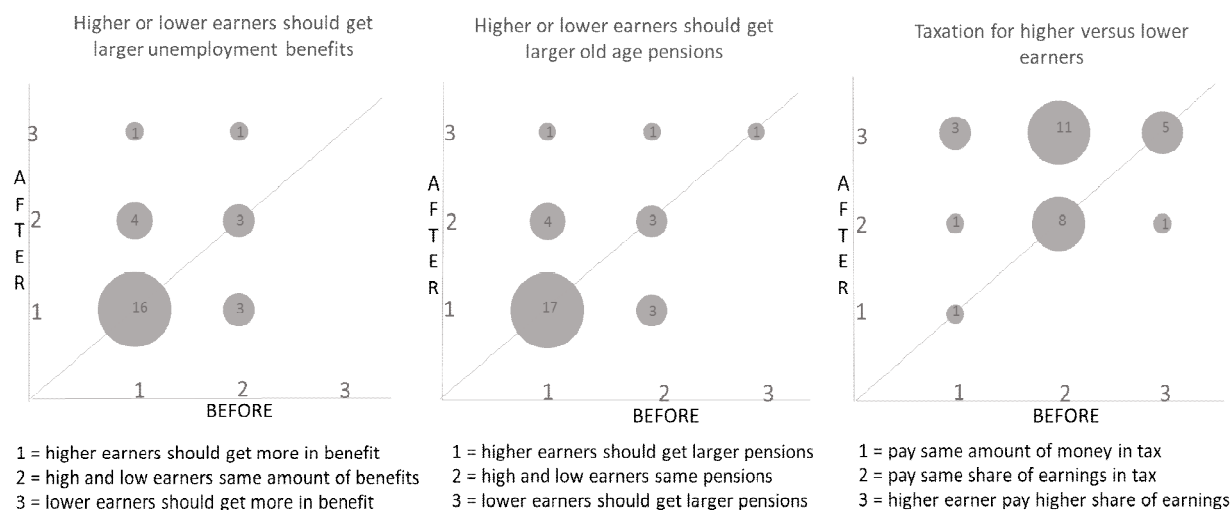 Higher or lower earners should get
larger unemployment benefits
3
2
1
A
F
T
E
R
1
1
4
3
16
3
1
2
3
BEFORE
1 = higher earners should get more in benefit
2 = high and low earners same amount of benefits
3 = lower earners should get more in benefit
Higher or lower earners should get
larger old age pensions
3
2
1
A
F
T
E
R
1
1
1
4
3
17
3
1
2
3
BEFORE
1 = higher earners should get larger pensions
2 = high and low earners same pensions
3 = lower earners should get larger pensions
Taxation for higher versus lower
earners
3
2
1
A
F
T
E
R
3
11
5
1
8
1
1
1
2
3
BEFORE
1 = pay same amount of money in tax
2 = pay same share of earnings in tax
3 = higher earner pay higher share of earnings